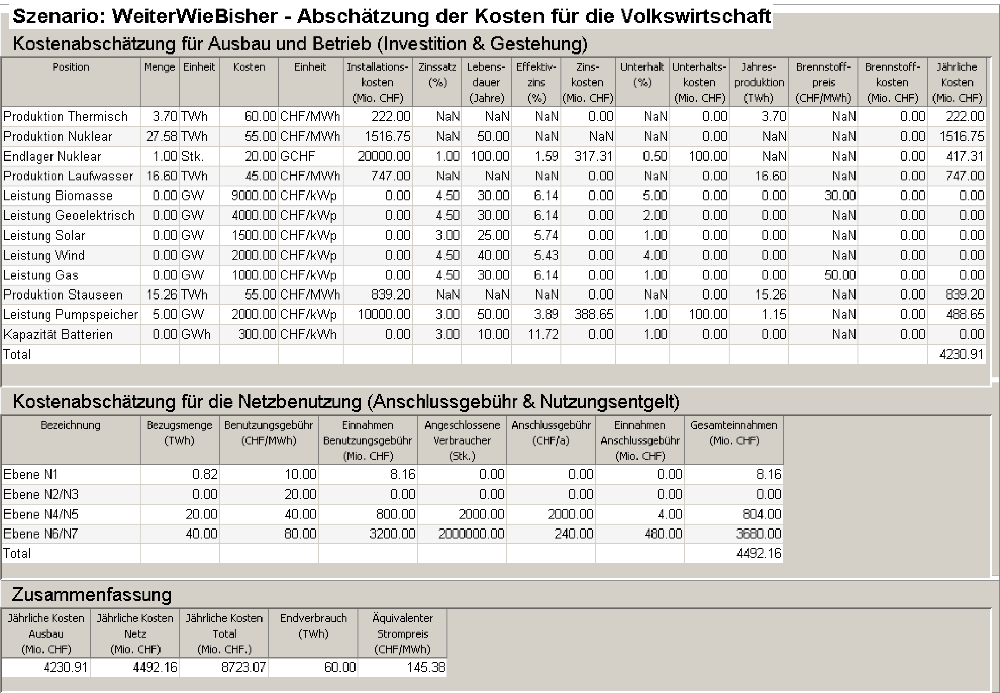 Szenario: WeiterWieBisher - Abschätzung der Kosten für die Volkswirtschaft
Kostenabschätzung für Ausbau und Betrieb (Investition & Gestehung)
Position Menge Einheit Kosten Einheit Installations- Zinssatz Lebens- Effektiv- Zins- Unterhalt Unterhalts- Jahres- Brennstoff- Brennstoff- Jährliche
kosten (%) dauer zins kosten (%) kosten produktion preis kosten Kosten
(Mio. CHF) (Jahre) (%) (Mio. CHF) (Mio. CHF) (TWh) (CHF/MWh) (Mio. CHF) (Mio. CHF)
Produktion Thermisch 3.70 TWh 60.00 CHF/MWh 222.00 NaN NaN NaN 0.00 NaN 0.00 3.70 NaN 0.00 222.00
Produktion Nuklear 27.58 TWh 55.00 CHF/MWh 1516.75 NaN 50.00 NaN NaN NaN 0.00 NaN NaN 0.00 1516.75
Endlager Nuklear 1.00 Stk. 20.00 GCHF 20000.00 1.00 100.00 1.59 317.31 0.50 100.00 NaN NaN 0.00 417.31
Produktion Laufwasser 16.60 TWh 45.00 CHF/MWh 747.00 NaN NaN NaN 0.00 NaN 0.00 16.60 NaN 0.00 747.00
Leistung Biomasse 0.00 GW 9000.00 CHF/kWp 0.00 4.50 30.00 6.14 0.00 5.00 0.00 0.00 30.00 0.00 0.00
Leistung Geoelektrisch 0.00 GW 4000.00 CHF/kWp 0.00 4.50 30.00 6.14 0.00 2.00 0.00 0.00 NaN 0.00 0.00
Leistung Solar 0.00 GW 1500.00 CHF/kWp 0.00 3.00 25.00 5.74 0.00 1.00 0.00 0.00 NaN 0.00 0.00
Leistung Wind 0.00 GW 2000.00 CHF/kWp 0.00 4.50 40.00 5.43 0.00 4.00 0.00 0.00 NaN 0.00 0.00
Leistung Gas 0.00 GW 1000.00 CHF/kWp 0.00 4.50 30.00 6.14 0.00 1.00 0.00 0.00 50.00 0.00 0.00
Produktion Stauseen 15.26 TWh 55.00 CHF/MWh 839.20 NaN NaN NaN 0.00 NaN 0.00 15.26 NaN 0.00 839.20
Leistung Pumpspeicher 5.00 GW 2000.00 CHF/kWp 10000.00 3.00 50.00 3.89 388.65 1.00 100.00 1.15 NaN 0.00 488.65
Kapazität Batterien 0.00 GWh 300.00 CHF/kWh 0.00 3.00 10.00 11.72 0.00 1.00 0.00 0.00 NaN 0.00 0.00
Total 4230.91
Kostenabschätzung für die Netzbenutzung (Anschlussgebühr & Nutzungsentgelt)
Bezeichnung Bezugsmenge Benutzungsgebühr Einnahmen Angeschlossene Anschlussgebühr Einnahmen Gesamteinnahmen
(TWh) (CHF/MWh) Benutzungsgebühr Verbraucher (CHF/a) Anschlussgebühr (Mio. CHF)
(Mio. CHF) (Stk.) (Mio. CHF)
Ebene N1 0.82 10.00 8.16 0.00 0.00 0.00 8.16
Ebene N2/N3 0.00 20.00 0.00 0.00 0.00 0.00 0.00
Ebene N4/N5 20.00 40.00 800.00 2000.00 2000.00 4.00 804.00
Ebene N6/N7 40.00 80.00 3200.00 2000000.00 240.00 480.00 3680.00
Total 4492.16
Zusammenfassung
Jährliche Kosten Jährliche Kosten Jährliche Kosten Endverbrauch Äquivalenter
Ausbau Netz Total (TWh) Strompreis
(Mio. CHF) (Mio. CHF) (Mio. CHF.) (CHF/MWh)
4230.91 4492.16 8723.07 60.00 145.38